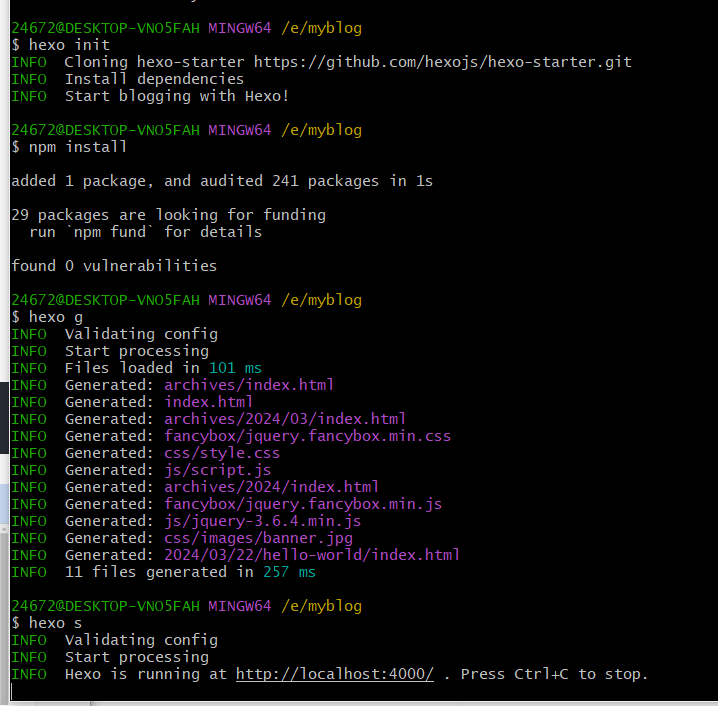 24672@DESKTOP-VNO5FAH MINGW64 /e/myblog
$ hexo init
INFO  Cloning hexo-starter https://github.com/hexojs/hexo-starter.git
INFO  Install dependencies
INFO  Start blogging with Hexo!
24672@DESKTOP-VNO5FAH MINGW64 /e/myblog
$ npm install
added 1 package, and audited 241 packages in 1s
29 packages are looking for funding
  run `npm fund` for details
found 0 vulnerabilities
24672@DESKTOP-VNO5FAH MINGW64 /e/myblog
$ hexo g
INFO  Validating config
INFO  Start processing
INFO  Files loaded in 101 ms
INFO  Generated: archives/index.html
INFO  Generated: index.html
INFO  Generated: archives/2024/03/index.html
INFO  Generated: fancybox/jquery.fancybox.min.css
INFO  Generated: css/style.css
INFO  Generated: js/script.js
INFO  Generated: archives/2024/index.html
INFO  Generated: fancybox/jquery.fancybox.min.js
INFO  Generated: js/jquery-3.6.4.min.js
INFO  Generated: css/images/banner.jpg
INFO  Generated: 2024/03/22/hello-world/index.html
INFO  11 files generated in 257 ms
24672@DESKTOP-VNO5FAH MINGW64 /e/myblog
$ hexo s
INFO  Validating config
INFO  Start processing
INFO  Hexo is running at http://localhost:4000/ . Press Ctrl+C to stop.